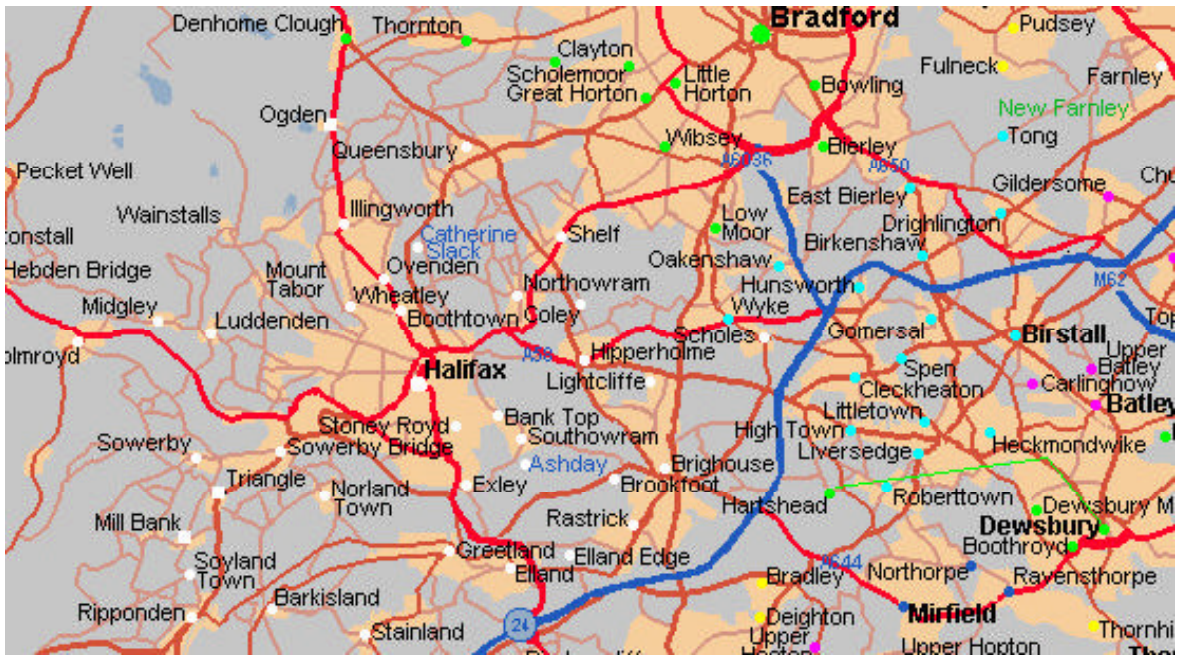 Bradford
Pudsey
Denhome Clough
Thornton
Clayton
Fulneck
Farnley
Scholemoor
Little
Horton
Great Horton
Bowling
New Farnley
Ogden
Tong
Wibsey
Bierley
Queensbury
A6036
A650
Pecket Well
East Bierley
Gildersome
Wainstalls
Illingworth
Low
Moor
Drighlington
Catherine
Slack
Shelf
Birkenshaw
Oakenshaw
Hebden Bridge
Mount
Tabor
Ovenden
Northowram
Hunsworth
M62
Midgley
Wheatley
Boothtown
Coley
Wyke
Luddenden
Scholes
Gomersal
Birstall
A58
Hipperholme
Upper
Batley
Halifax
Lightcliffe
Spen
Cleckheaton
Carlinghow
Batley
Bank Top
Littletown
Stoney Royd
Southowram
High Town
Heckmondwike
Sowerby
Sowerby Bridge
Liversedge
Ashday
Brighouse
Triangle
Norland
Town
Exley
Brookfoot
Hartshead
Roberttown
Mill Bank
Rastrick
Dewsbury M
Dewsbury
Boothroyd
Soyland
Town
Greetland
Elland Edge
Elland
A644
Bradley
Northorpe
Ravensthorpe
Ripponden
Barkisland
Deighton
Mirfield
Stainland
24
Upper
Upper Hopton